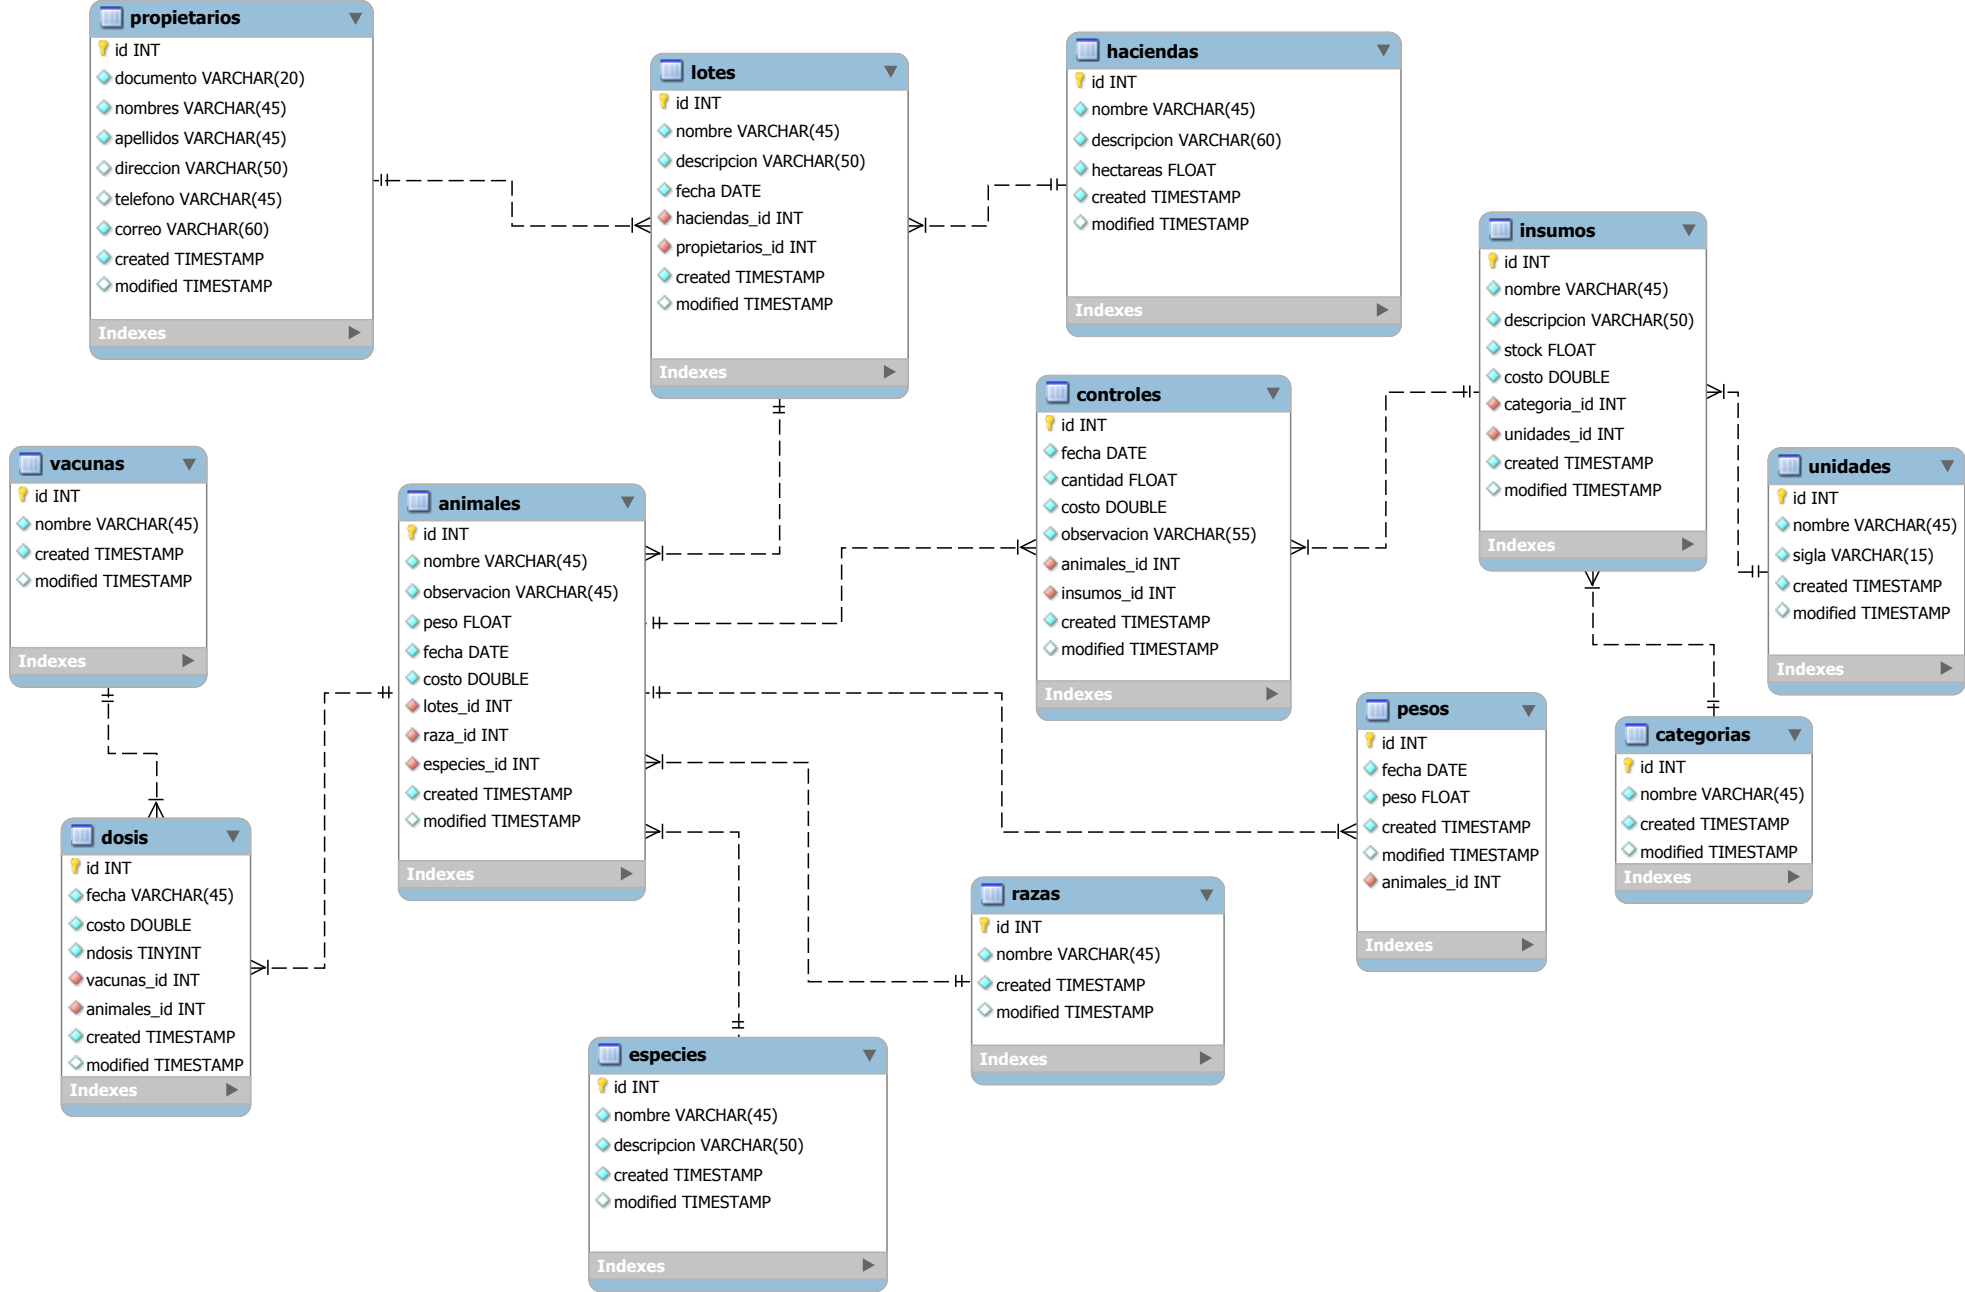 propietarios
id INT
documento VARCHAR(20)
nombres VARCHAR(45)
apellidos VARCHAR(45)
direccion VARCHAR(50)
telefono VARCHAR(45)
correo VARCHAR(60)
created TIMESTAMP
modified TIMESTAMP
Indexes
lotes
id INT
nombre VARCHAR(45)
descripcion VARCHAR(50)
fecha DATE
haciendas_id INT
propietarios_id INT
created TIMESTAMP
modified TIMESTAMP
Indexes
haciendas
id INT
nombre VARCHAR(45)
descripcion VARCHAR(60)
hectareas FLOAT
created TIMESTAMP
modified TIMESTAMP
Indexes
insumos
id INT
nombre VARCHAR(45)
descripcion VARCHAR(50)
stock FLOAT
costo DOUBLE
categoria_id INT
unidades_id INT
created TIMESTAMP
modified TIMESTAMP
Indexes
controles
id INT
fecha DATE
cantidad FLOAT
costo DOUBLE
observacion VARCHAR(55)
animales_id INT
insumos_id INT
created TIMESTAMP
modified TIMESTAMP
Indexes
unidades
id INT
nombre VARCHAR(45)
sigla VARCHAR(15)
created TIMESTAMP
modified TIMESTAMP
Indexes
vacunas
id INT
nombre VARCHAR(45)
created TIMESTAMP
modified TIMESTAMP
Indexes
animales
id INT
nombre VARCHAR(45)
observacion VARCHAR(45)
peso FLOAT
fecha DATE
costo DOUBLE
lotes_id INT
raza_id INT
especies_id INT
created TIMESTAMP
modified TIMESTAMP
Indexes
pesos
id INT
fecha DATE
peso FLOAT
created TIMESTAMP
modified TIMESTAMP
animales_id INT
Indexes
categorias
id INT
nombre VARCHAR(45)
created TIMESTAMP
modified TIMESTAMP
Indexes
dosis
id INT
fecha VARCHAR(45)
costo DOUBLE
ndosis TINYINT
vacunas_id INT
animales_id INT
created TIMESTAMP
modified TIMESTAMP
Indexes
razas
id INT
nombre VARCHAR(45)
created TIMESTAMP
modified TIMESTAMP
Indexes
especies
id INT
nombre VARCHAR(45)
descripcion VARCHAR(50)
created TIMESTAMP
modified TIMESTAMP
Indexes